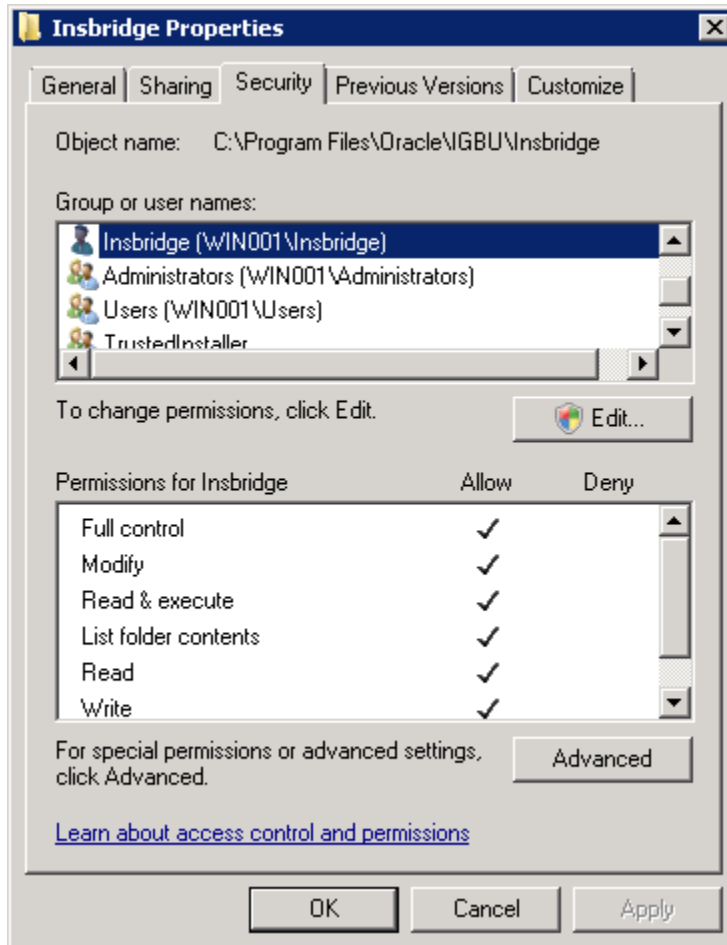 Insbridge Properties
General Sharing Security Previous Versions Customize
Object name: C:\Program Files\Oracle\IGBU\Insbridge
Group or user names:
Insbridge (WIN001\Insbridge)
Administrators (WIN001\Administrators)
Users (WIN001\Users)
TrustedInstaller
To change permissions, click Edit.
Edit...
Permissions for Insbridge Allow Deny
Full control
Modify
Read & execute
List folder contents
Read
Write
For special permissions or advanced settings,
click Advanced.
Advanced
Learn about access control and permissions
OK Cancel Apply